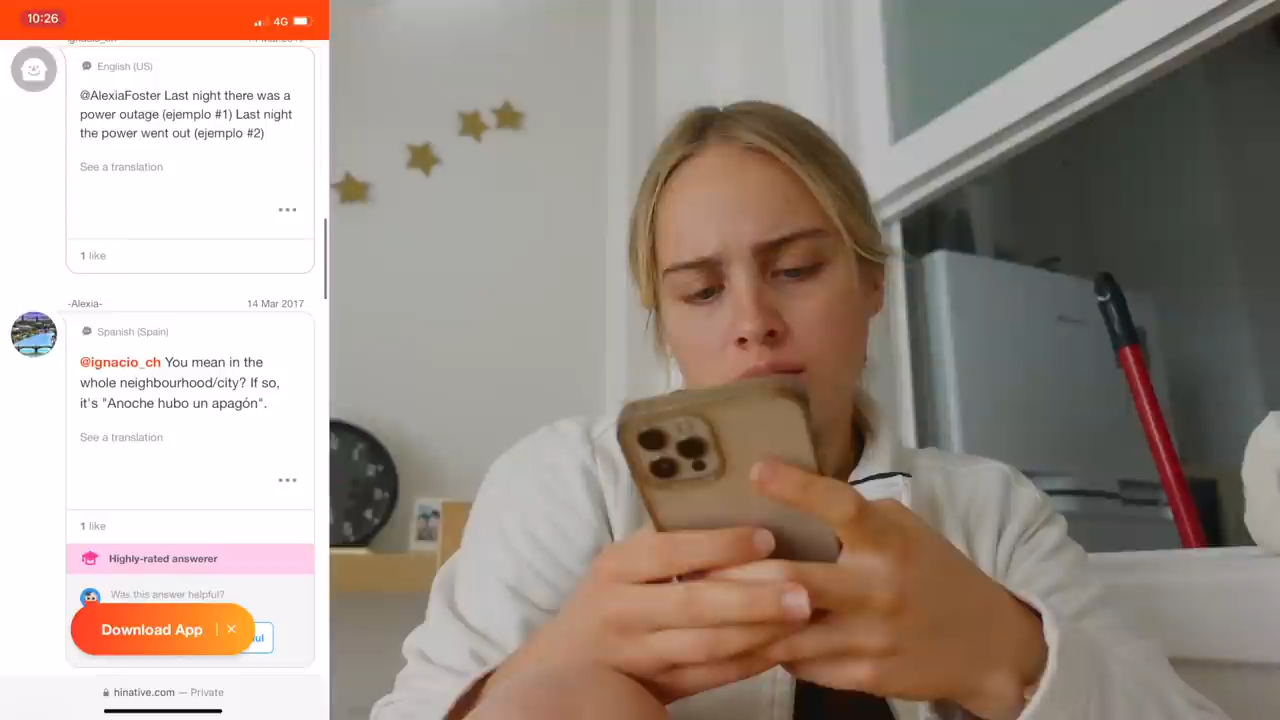 10:26
4G
English (US)
@AlexiaFoster Last night there was a
power outage (ejemplo #1) Last night
the power went out (ejemplo #2)
See a translation
1 like
-Alexia-
14 Mar 2017
Spanish (Spain)
@ignacio_ch You mean in the
whole neighbourhood/city? If so,
it's "Anoche hubo un apagón".
See a translation
1 like
Highly-rated answerer
Was this answer helpful?
Download App
hinative.com — Private